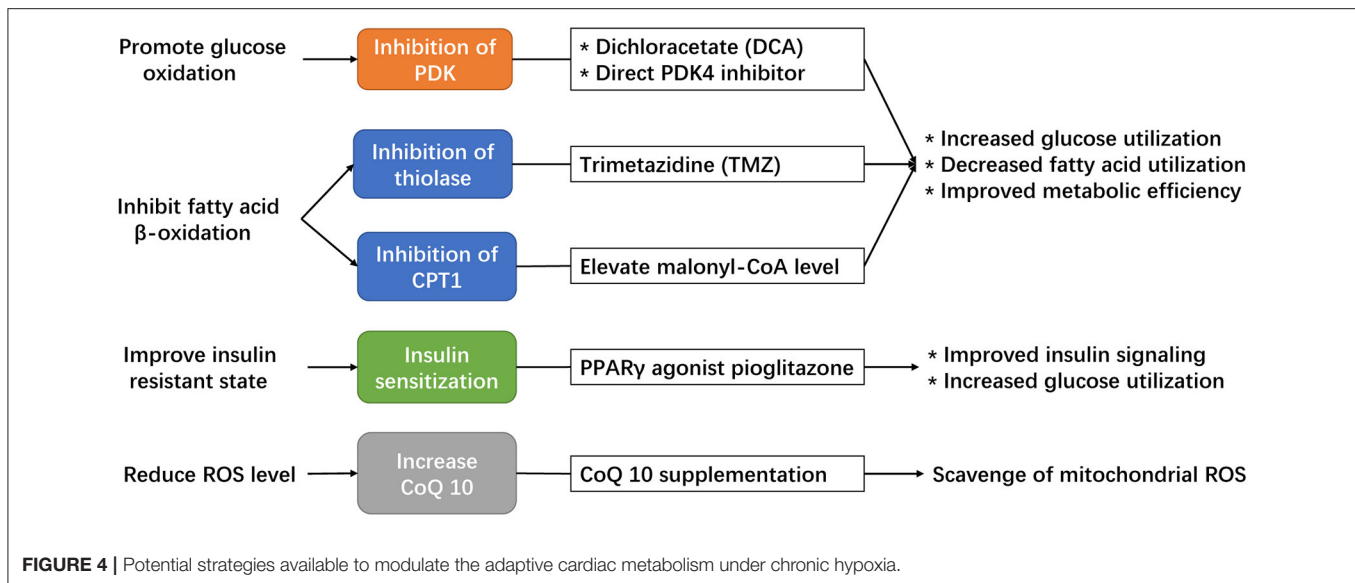 Promote glucose
oxidation
Inhibition of
PDK
* Dichloracetate (DCA)
* Direct PDK4 inhibitor
Inhibit fatty acid
β-oxidation
Inhibition of
thiolase
Trimetazidine (TMZ)
Inhibition of
CPT1
Elevate malonyl-CoA level
* Increased glucose utilization
* Decreased fatty acid utilization
* Improved metabolic efficiency
Improve insulin
resistant state
Insulin
sensitization
PPARγ agonist pioglitazone
* Improved insulin signaling
* Increased glucose utilization
Reduce ROS level
Increase
CoQ 10
CoQ 10 supplementation
Scavenge of mitochondrial ROS
FIGURE 4 | Potential strategies available to modulate the adaptive cardiac metabolism under chronic hypoxia.